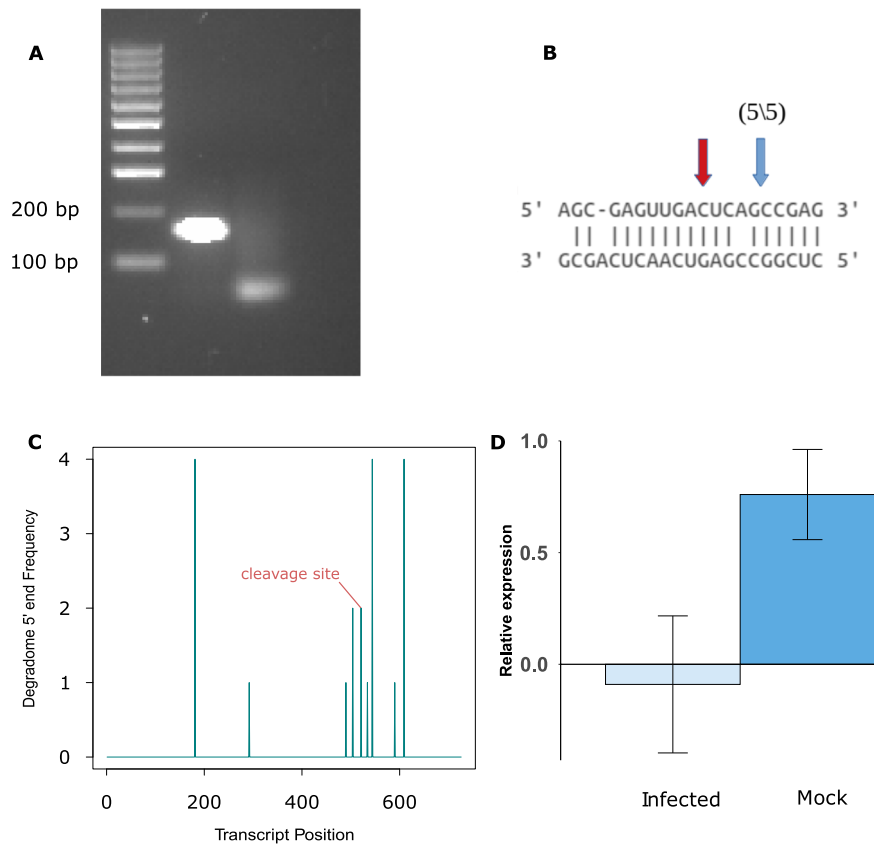 A
200 bp
100 bp
B
(5\5)
5' AGC-GAGUUGACUCAGCCGAG 3'
3' GCGACUCAACUGAGCCGGCUC 5'
C
4
3
2
1
0
Degradome 5' end Frequency
cleavage site
0 200 400 600
Transcript Position
D
1.0
0.5
0.0
Relative expression
Infected Mock